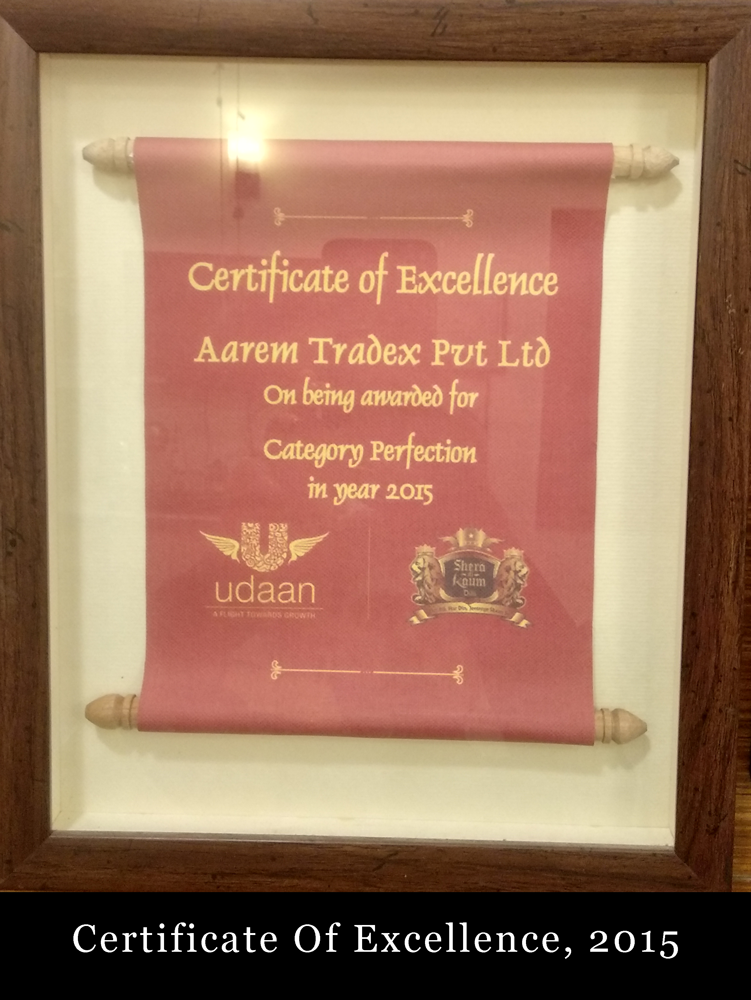 Certificate of Excellence
Aarem Tradex Pvt Ltd
On being awarded for
Category Perfection
in year 2015
udaan
A FLIGHT TOWARDS GROWTH
Shera
Kaum
Certificate Of Excellence, 2015